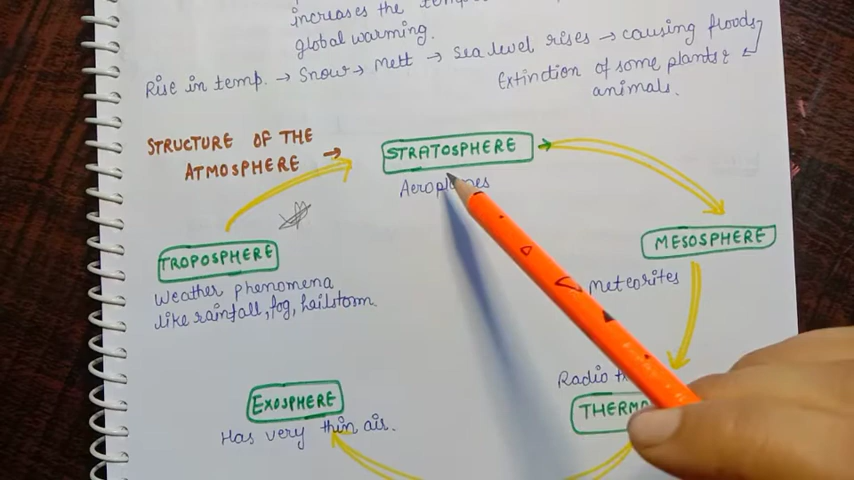 increases the
global warming.
Rise in temp. → Snow → Melt → Sea level rises → causing floods
Extinction of some plants &
animals.
STRUCTURE OF THE
ATMOSPHERE →
STRATOSPHERE
Aeroplanes
MESOSPHERE
TROPOSPHERE
Weather phenomena
like rainfall, fog, hailstorm.
Meteorites
Radio
EXOSPHERE
THERMO
Has very thin air.